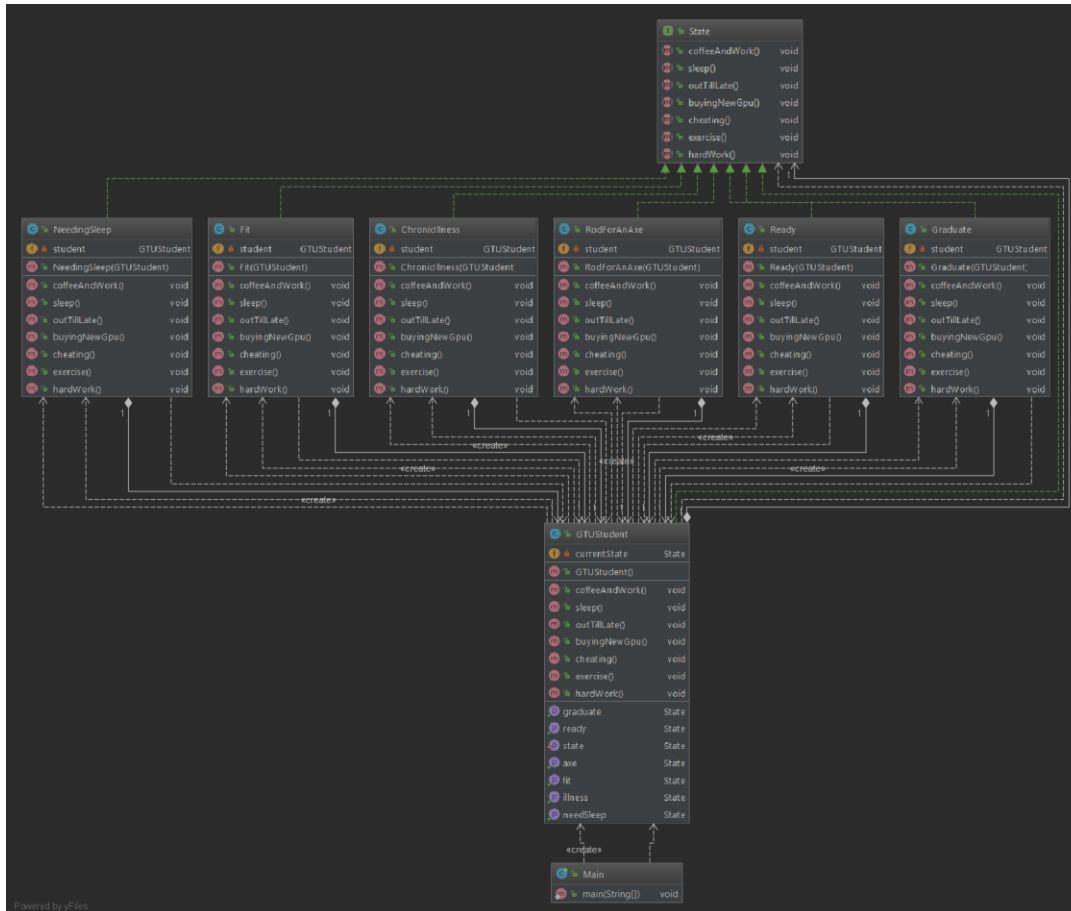 State
coffeeAndWork() void
sleep() void
outTillLate() void
buyingNewGpu() void
cheating() void
exercise() void
hardWork() void
1
1
NeedingSleep
student GTUStudent
NeedingSleep(GTUStudent)
coffeeAndWork() void
sleep() void
outTillLate() void
buyingNewGpu() void
cheating() void
exercise() void
hardWork() void
1
Fit
student GTUStudent
Fit(GTUStudent)
coffeeAndWork() void
sleep() void
outTillLate() void
buyingNewGpu() void
cheating() void
exercise() void
hardWork() void
1
ChronicIllness
student GTUStudent
ChronicIllness(GTUStudent
coffeeAndWork() void
sleep() void
outTillLate() void
buyingNewGpu() void
cheating() void
exercise() void
hardWork() void
1
RodForAnAxe
student GTUStudent
RodForAnAxe(GTUStudent)
coffeeAndWork() void
sleep() void
outTillLate() void
buyingNewGpu() void
cheating() void
exercise() void
hardWork() void
1
Ready
student GTUStudent
Ready(GTUStudent)
coffeeAndWork() void
sleep() void
outTillLate() void
buyingNewGpu() void
cheating() void
exercise() void
hardWork() void
1
Graduate
student GTUStudent
Graduate(GTUStudent)
coffeeAndWork() void
sleep() void
outTillLate() void
buyingNewGpu() void
cheating() void
exercise() void
hardWork() void
1
«create»
«create»
«create»
«create»
«create»
GTUStudent
currentState State
GTUStudent()
coffeeAndWork() void
sleep() void
outTillLate() void
buyingNewGpu() void
cheating() void
exercise() void
hardWork() void
graduate State
ready State
state State
axe State
fit State
illness State
needSleep State
«create»
Main
main(String[]) void
Powered by yFiles